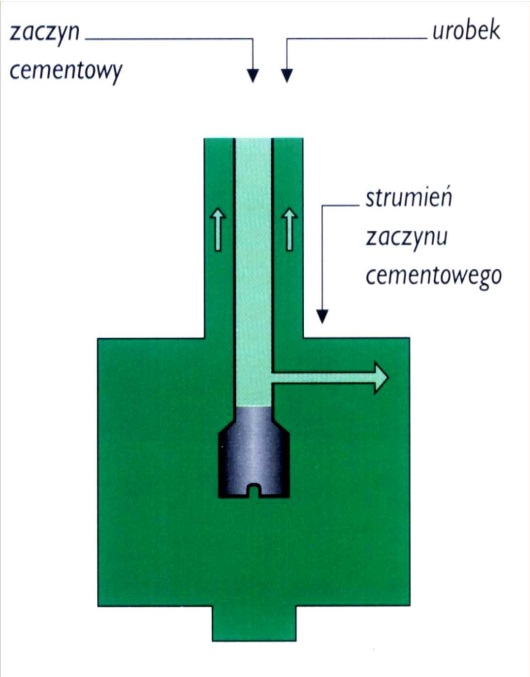 zaczyn
cementowy
urobek
strumień
zaczynu
cementowego